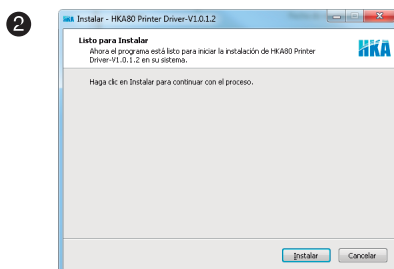 2
Instalar - HKA80 Printer Driver-V1.0.1.2
Listo para Instalar
Ahora el programa está listo para iniciar la instalación de HKA80 Printer
Driver-V1.0.1.2 en su sistema.
HKA
Haga clic en Instalar para continuar con el proceso.
Instalar
Cancelar